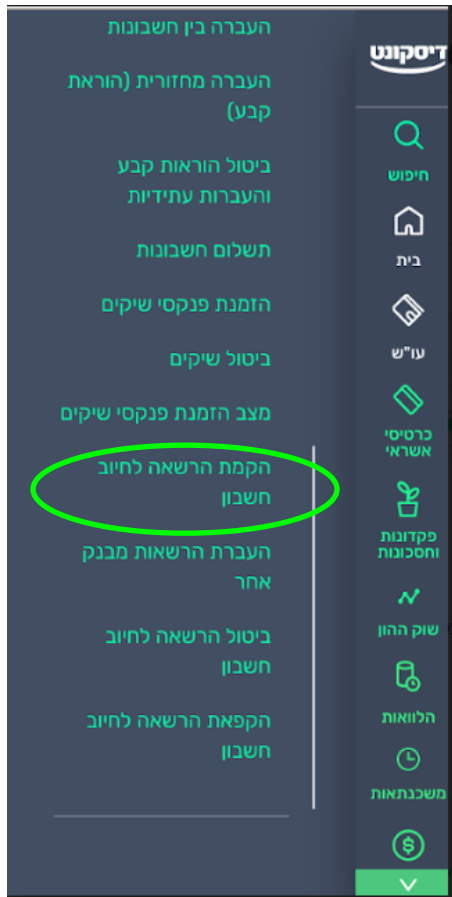 דיסקונט
חיפוש
בית
עו"ש
כרטיסי
אשראי
פקדונות
וחסכונות
שוק ההון
הלוואות
משכנתאות
העברה בין חשבונות
העברה מחזורית (הוראת
קבע)
ביטול הוראות קבע
והעברות עתידיות
תשלום חשבונות
הזמנת פנקסי שיקים
ביטול שיקים
מצב הזמנת פנקסי שיקים
הקמת הרשאה לחיוב
חשבון
העברת הרשאות מבנק
אחר
ביטול הרשאה לחיוב
חשבון
הקפאת הרשאה לחיוב
חשבון